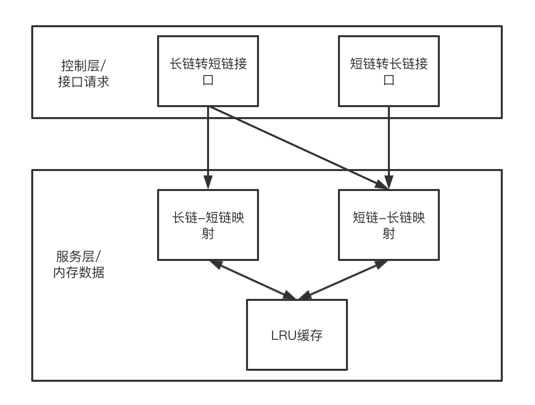 控制层/
接口请求
长链转短链接
口
短链转长链接
口
服务层/
内存数据
长链-短链映
射
短链-长链映
射
LRU缓存